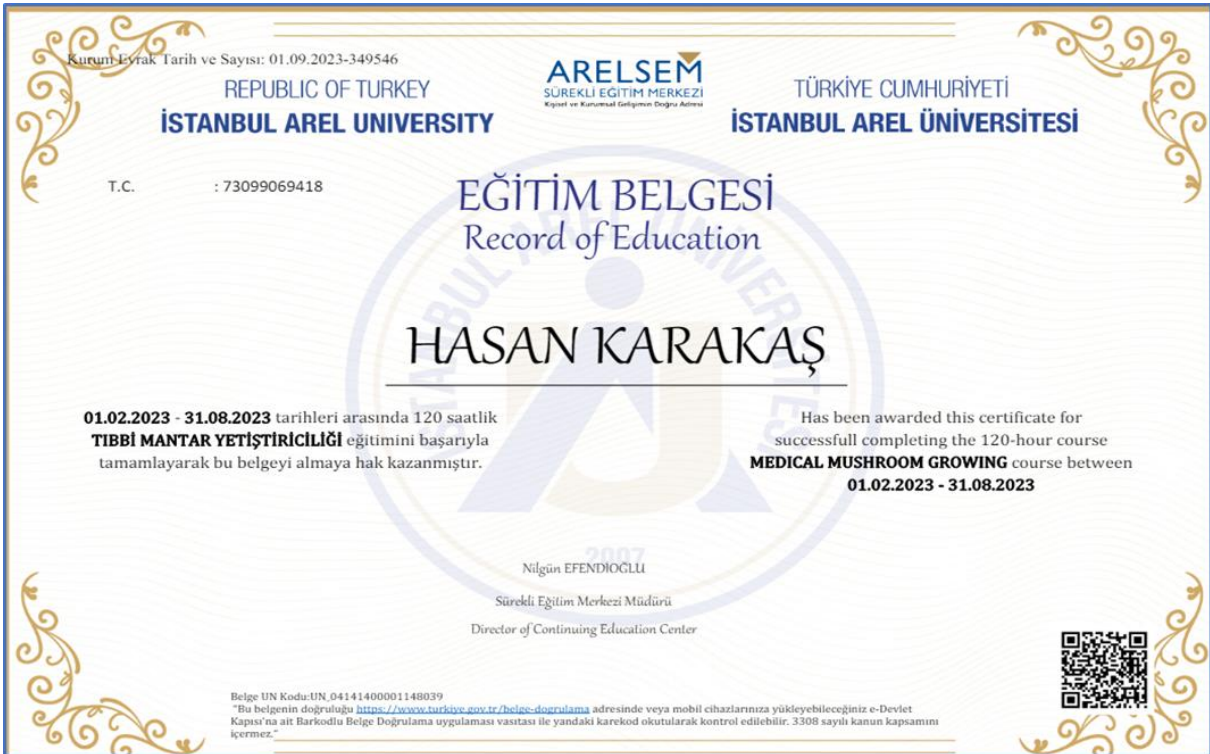 Kurum Evrak Tarih ve Sayısı: 01.09.2023-349546
REPUBLIC OF TURKEY
İSTANBUL AREL UNIVERSITY
ARELSEM
SÜREKLİ EĞİTİM MERKEZİ
Kişisel ve Kurumsal Gelişimin Doğru Adresi
TÜRKİYE CUMHURİYETİ
İSTANBUL AREL ÜNİVERSİTESİ
T.C. : 73099069418
EĞİTİM BELGESİ
Record of Education
İSTANBUL AREL ÜNİVERSİTESİ
HASAN KARAKAŞ
01.02.2023 - 31.08.2023 tarihleri arasında 120 saatlik
TIBBİ MANTAR YETİŞTİRİCİLİĞİ eğitimini başarıyla
tamamlayarak bu belgeyi almaya hak kazanmıştır.
Has been awarded this certificate for
successfull completing the 120-hour course
MEDICAL MUSHROOM GROWING course between
01.02.2023 - 31.08.2023
2007
Nilgün EFENDİOĞLU
Sürekli Eğitim Merkezi Müdürü
Director of Continuing Education Center
Belge UN Kodu:UN_04141400001148039
"Bu belgenin doğruluğu https://www.turkiye.gov.tr/belge-dogrulama adresinde veya mobil cihazlarınıza yükleyebileceğiniz e-Devlet
Kapısı'na ait Barkodlu Belge Doğrulama uygulaması vasıtası ile yandaki karekod okutularak kontrol edilebilir. 3308 sayılı kanun kapsamını
içermez."